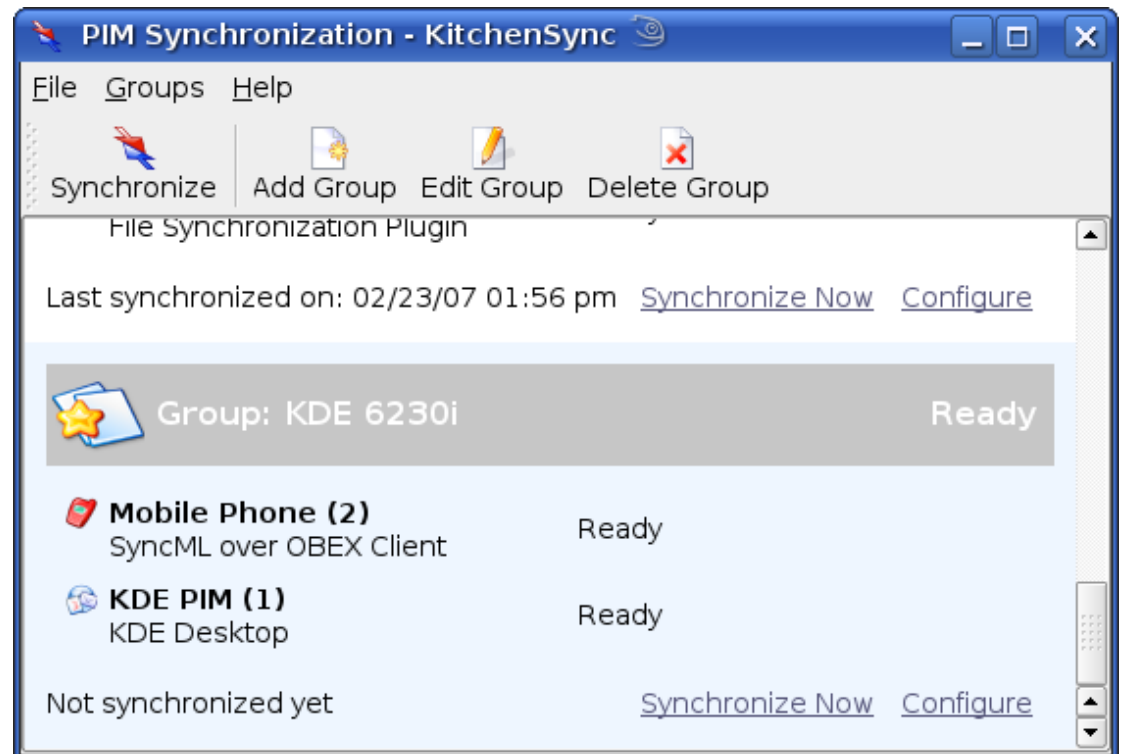 PIM Synchronization - KitchenSync
File Groups Help
Synchronize Add Group Edit Group Delete Group
File Synchronization Plugin
Last synchronized on: 02/23/07 01:56 pm Synchronize Now Configure
Group: KDE 6230i Ready
Mobile Phone (2)
SyncML over OBEX Client Ready
KDE PIM (1)
KDE Desktop Ready
Not synchronized yet Synchronize Now Configure